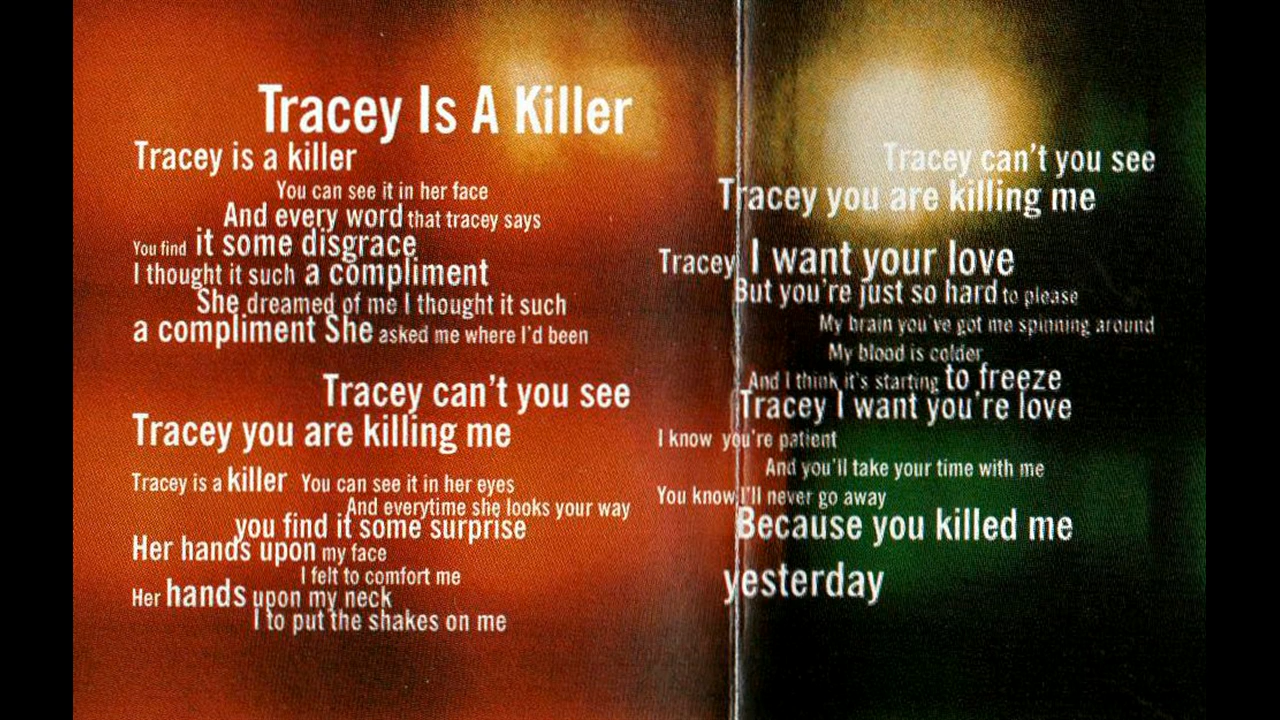 Tracey Is A Killer
Tracey is a killer
You can see it in her face
And every word that tracey says
You find it some disgrace
I thought it such a compliment
She dreamed of me I thought it such
a compliment She asked me where I'd been
Tracey can't you see
Tracey you are killing me
Tracey is a killer You can see it in her eyes
And everytime she looks your way
you find it some surprise
Her hands upon my face
I felt to comfort me
Her hands upon my neck
I to put the shakes on me
Tracey can't you see
Tracey you are killing me
Tracey I want your love
But you're just so hard to please
My brain you've got me spinning around
My blood is colder
And I think it's starting to freeze
Tracey I want you're love
I know you're patient
And you'll take your time with me
You know I'll never go away
Because you killed me
yesterday